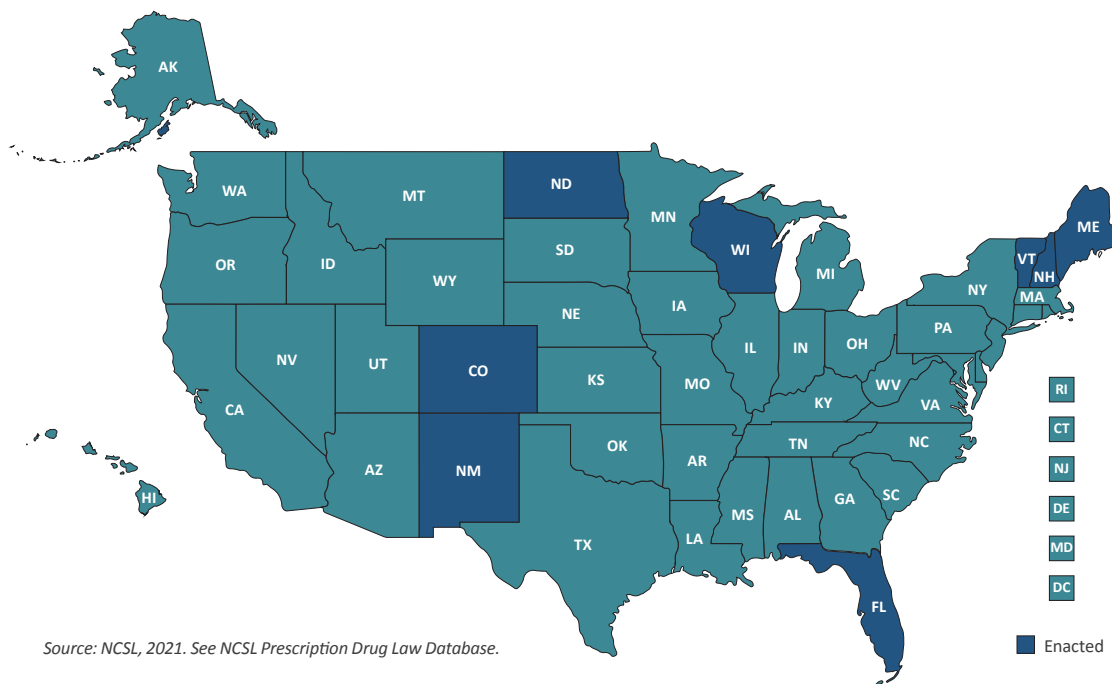 AK
WA
MT
ND
MN
ME
VT
NH
WI
OR
ID
SD
MI
WY
NY
MA
IA
NE
PA
IL
IN
OH
NV
UT
CO
WV
KS
MO
KY
VA
CA
RI
CT
TN
NC
OK
AR
AZ
NM
NJ
SC
HI
MS
AL
GA
DE
LA
TX
MD
DC
FL
Source: NCSL, 2021. See NCSL Prescription Drug Law Database.
Enacted